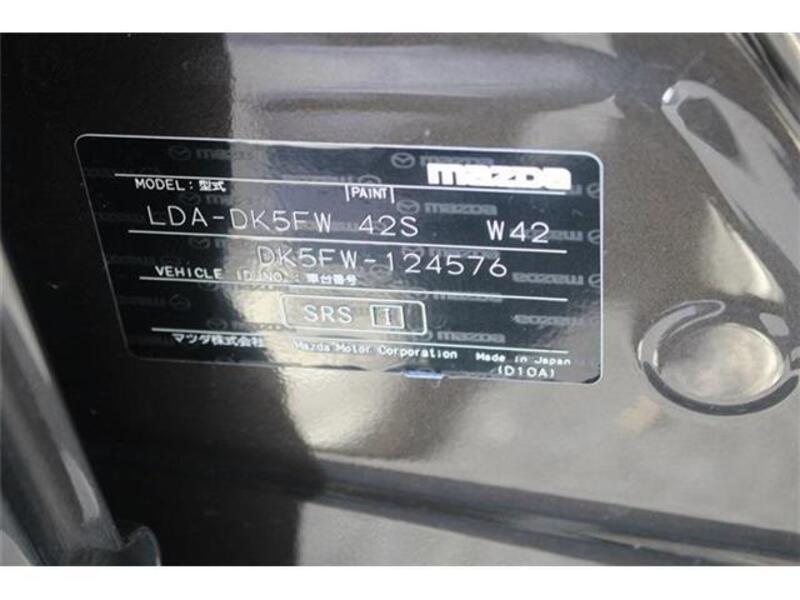 mazda
MODEL：型式 PAINT
LDA-DK5FW 42S W42
DK5FW-124576
VEHICLE ID.NO.：車台番号
SRS I
マツダ株式会社 Mazda Motor Corporation Made in Japan
(D10A)